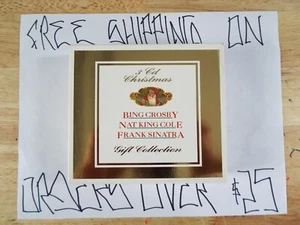 FREE SHIPPING ON
3 Cd
Christmas
BING CROSBY
NAT KING COLE
FRANK SINATRA
Gift Collection
ORDERS OVER $25